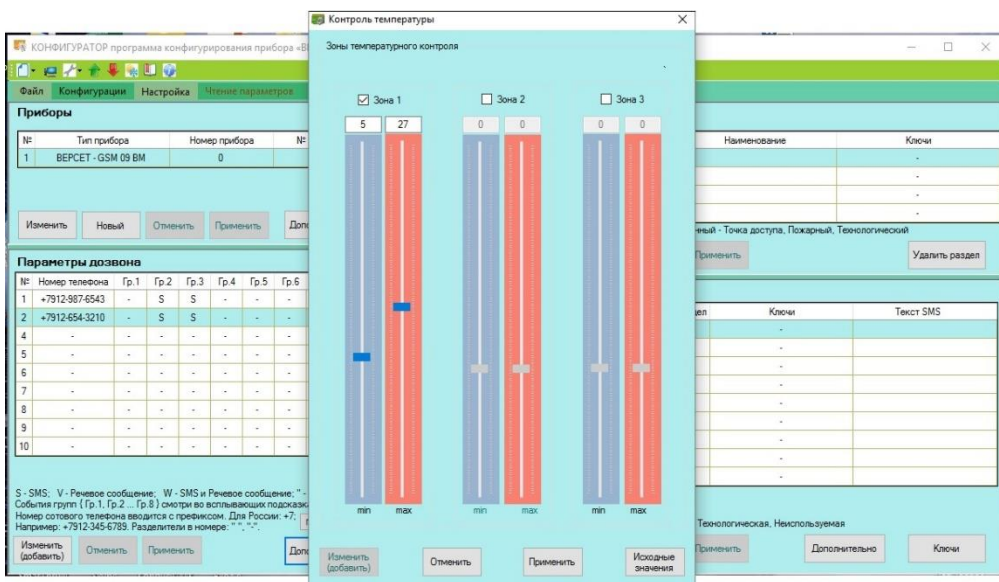 Контроль температуры
КОНФИГУРАТОР программа конфигурирования прибора «В
Файл Конфигурации Настройка Чтение параметров
Приборы
№ Тип прибора Номер прибора №
1 ВЕРСЕТ - GSM 09 ВМ 0
Изменить Новый Отменить Применить Допо
Параметры дозвона
№ Номер телефона Гр.1 Гр.2 Гр.3 Гр.4 Гр.5 Гр.6
1 +7912-987-6543 - S S - - -
2 +7912-654-3210 - S S - - -
4 - - - - - - -
5 - - - - - - -
6 - - - - - - -
7 - - - - - - -
8 - - - - - - -
9 - - - - - - -
10 - - - - - - -
S - SMS; V - Речевое сообщение; W - SMS и Речевое сообщение; " -
События групп ( Гр.1, Гр.2 ... Гр.8 ) смотри во всплывающих подсказк
Номер сотового телефона вводится с префиксом. Для России: +7;
Например: +7912-345-6789. Разделители в номере: " ", "-".
Изменить (добавить) Отменить Применить Допо
Зоны температурного контроля
Зона 1 Зона 2 Зона 3
5 27 0 0 0 0
min max min max min max
Изменить (добавить) Отменить Применить Исходные значения
Наименование Ключи
-
-
-
-
нный - Точка доступа, Пожарный, Технологический
Применить Удалить раздел
ел Ключи Текст SMS
-
-
-
-
-
-
-
-
Технологическая, Неиспользуемая
Применить Дополнительно Ключи